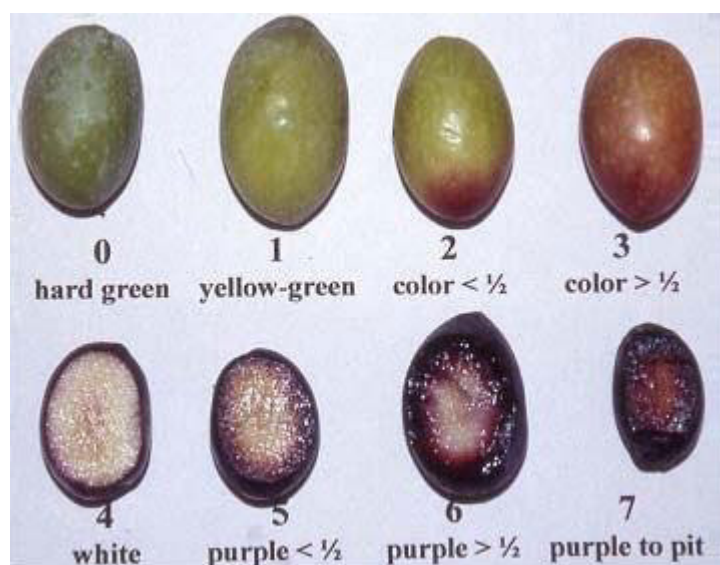 0 1 2 3
hard green yellow-green color < ½ color > ½
4 5 6 7
white purple < ½ purple > ½ purple to pit